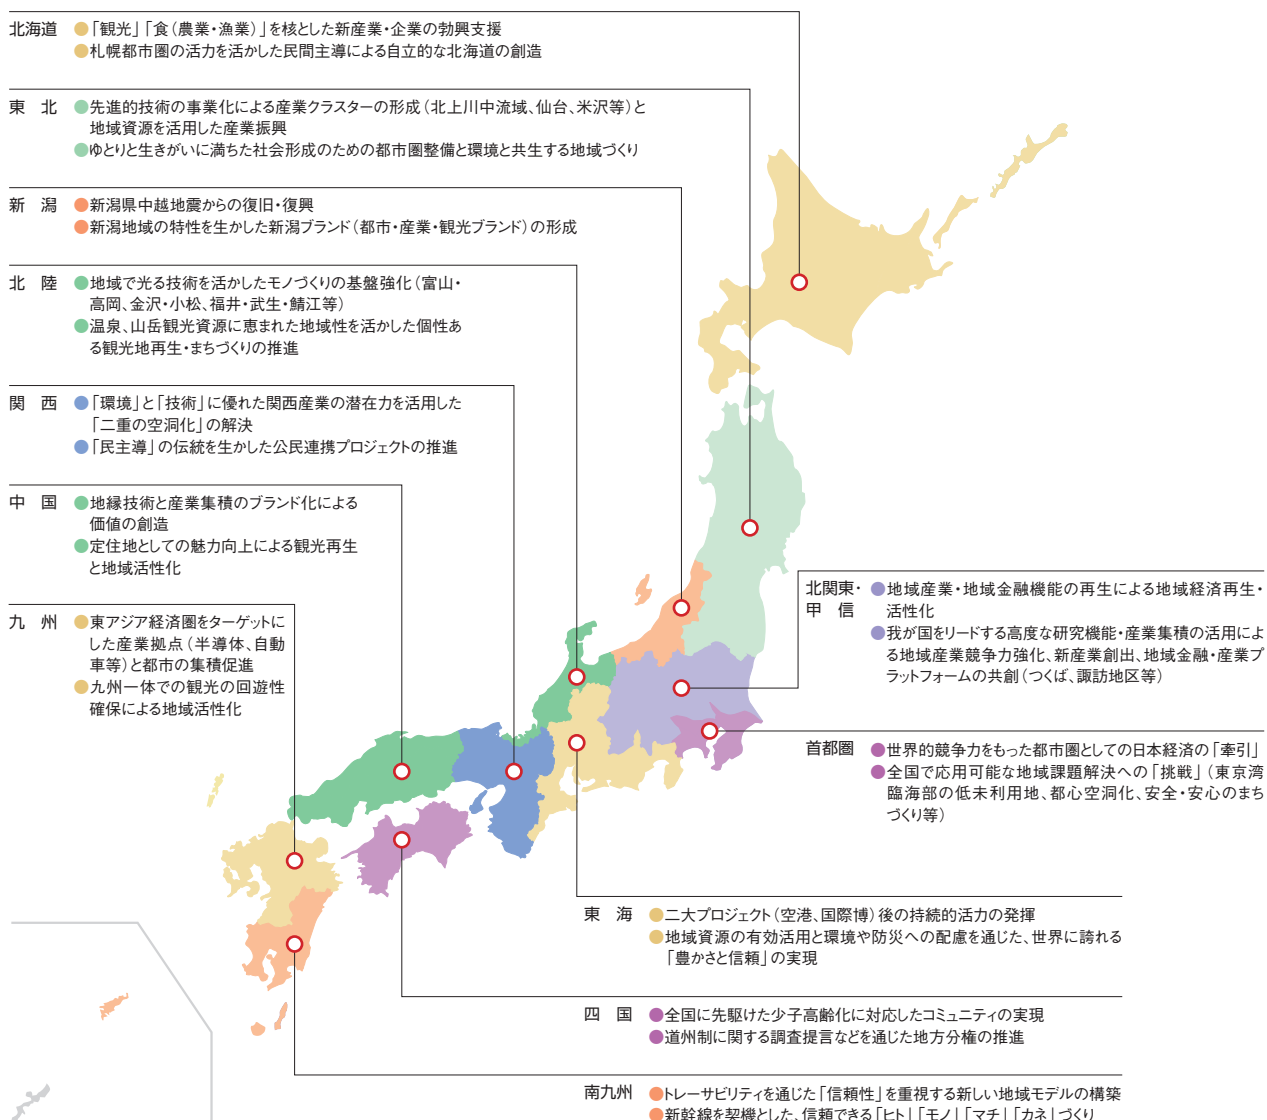 北海道 ●「観光」「食(農業・漁業)」を核とした新産業・企業の勃興支援
●札幌都市圏の活力を活かした民間主導による自立的な北海道の創造
東 北 ●先進的技術の事業化による産業クラスターの形成(北上川中流域、仙台、米沢等)と
地域資源を活用した産業振興
●ゆとりと生きがいに満ちた社会形成のための都市圏整備と環境と共生する地域づくり
新 潟 ●新潟県中越地震からの復旧・復興
●新潟地域の特性を生かした新潟ブランド(都市・産業・観光ブランド)の形成
北 陸 ●地域で光る技術を活かしたモノづくりの基盤強化(富山・
高岡、金沢・小松、福井・武生・鯖江等)
●温泉、山岳観光資源に恵まれた地域性を活かした個性あ
る観光地再生・まちづくりの推進
関 西 ●「環境」と「技術」に優れた関西産業の潜在力を活用した
「二重の空洞化」の解決
●「民主導」の伝統を生かした公民連携プロジェクトの推進
中 国 ●地縁技術と産業集積のブランド化による
価値の創造
●定住地としての魅力向上による観光再生
と地域活性化
九 州 ●東アジア経済圏をターゲットに
した産業拠点(半導体、自動
車等)と都市の集積促進
●九州一体での観光の回遊性
確保による地域活性化
北関東・ ●地域産業・地域金融機能の再生による地域経済再生・
甲 信 活性化
●我が国をリードする高度な研究機能・産業集積の活用によ
る地域産業競争力強化、新産業創出、地域金融・産業プ
ラットフォームの共創(つくば、諏訪地区等)
首都圏 ●世界的競争力をもった都市圏としての日本経済の「牽引」
●全国で応用可能な地域課題解決への「挑戦」(東京湾
臨海部の低未利用地、都心空洞化、安全・安心のまち
づくり等)
東 海 ●二大プロジェクト(空港、国際博)後の持続的活力の発揮
●地域資源の有効活用と環境や防災への配慮を通じた、世界に誇れる
「豊かさと信頼」の実現
四 国 ●全国に先駆けた少子高齢化に対応したコミュニティの実現
●道州制に関する調査提言などを通じた地方分権の推進
南九州 ●トレーサビリティを通じた「信頼性」を重視する新しい地域モデルの構築
●新幹線を契機とした、信頼できる「ヒト」「モノ」「マチ」「カネ」づくり